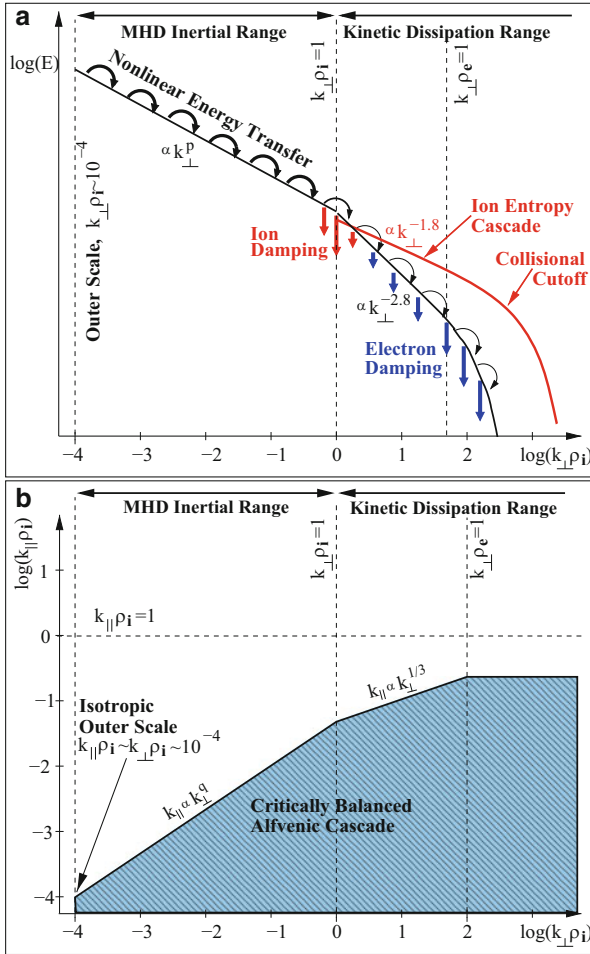 a
MHD Inertial Range
Kinetic Dissipation Range
log(E)
Nonlinear Energy Transfer
k⊥ρi=1
k⊥ρe=1
Outer Scale, k⊥ρi~10⁻⁴
α k⊥^p
Ion
Damping
α k⊥^−1.8
Ion Entropy
Cascade
Collisional
Cutoff
α k⊥^−2.8
Electron
Damping
−4 −3 −2 −1 0 1 2 log(k⊥ρi)
b
MHD Inertial Range
Kinetic Dissipation Range
log(k||ρi)
k⊥ρi=1
k⊥ρe=1
1
k||ρi=1
0
k|| α k⊥^1/3
−1
Isotropic
Outer Scale
k||ρi~k⊥ρi~10⁻⁴
−2
k|| α k⊥^q
Critically Balanced
Alfvenic Cascade
−3
−4
−4 −3 −2 −1 0 1 2 log(k⊥ρi)